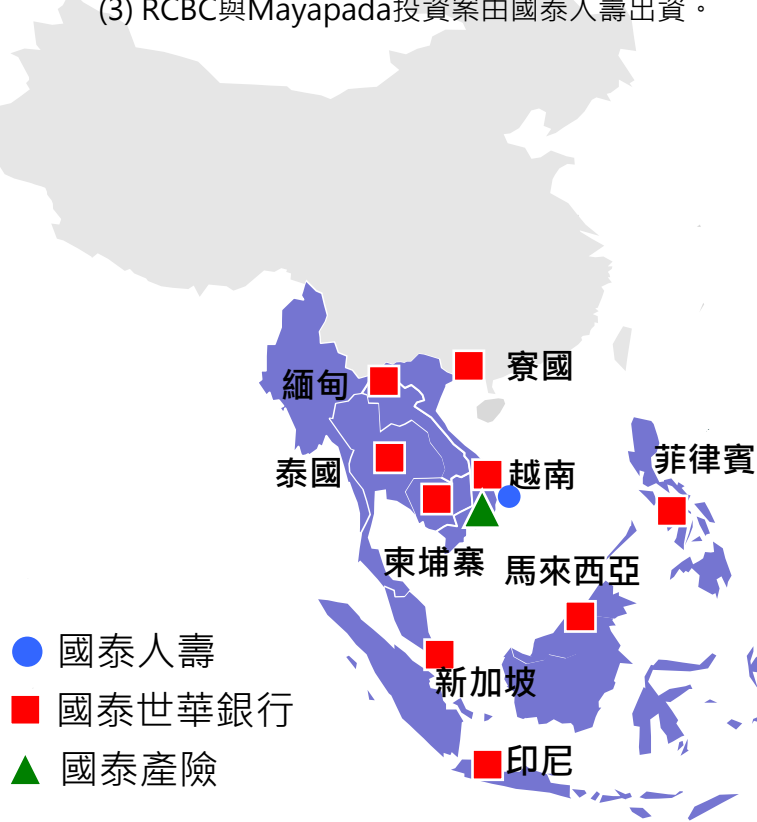 (3) RCBC與Mayapada投資案由國泰人壽出資。
寮國
緬甸
菲律賓
泰國
越南
柬埔寨
馬來西亞
國泰人壽
新加坡
國泰世華銀行
印尼
國泰產險